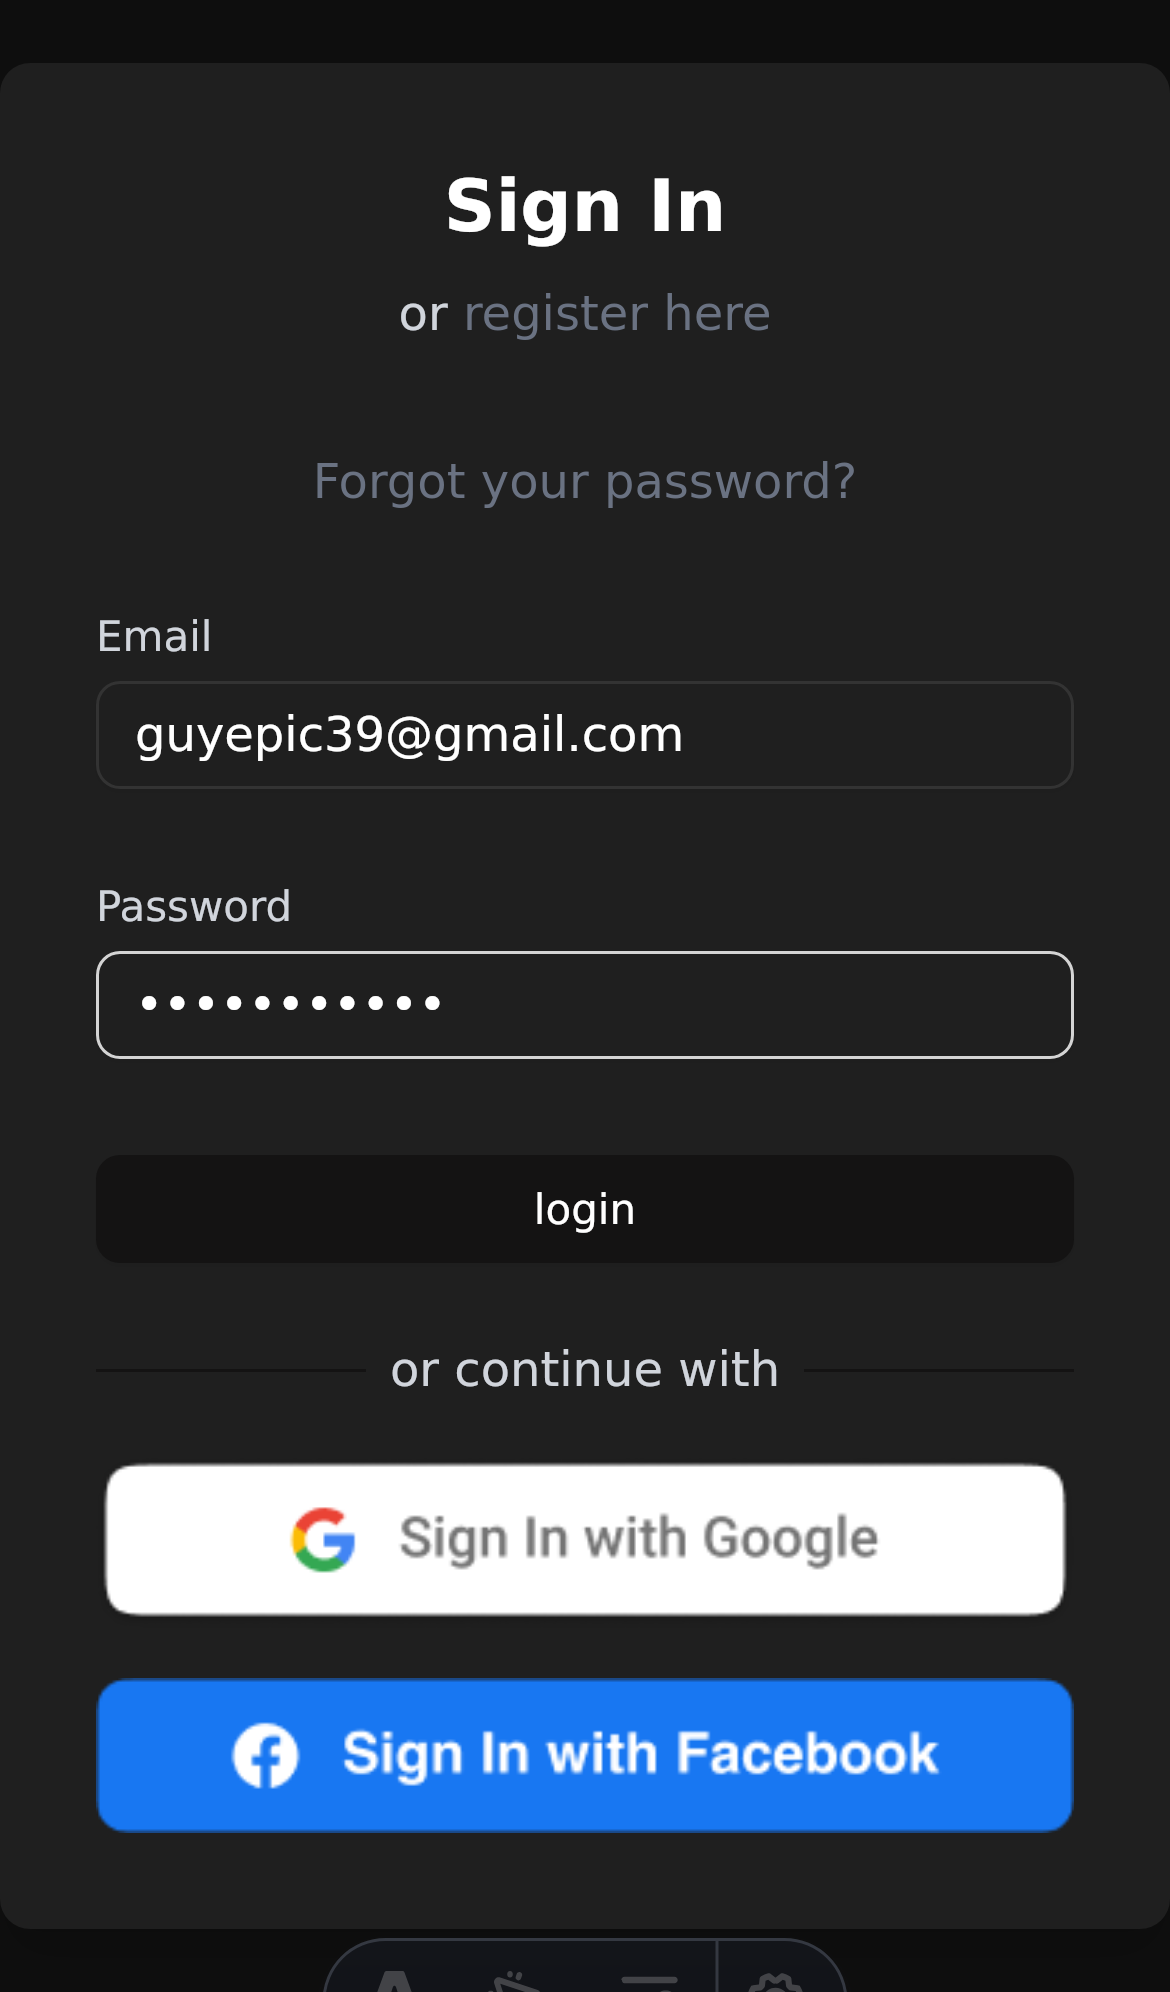 Sign In
or register here
Forgot your password?
Email
guyepic39@gmail.com
Password
•••••••••••
login
or continue with
Sign In with Google
Sign In with Facebook